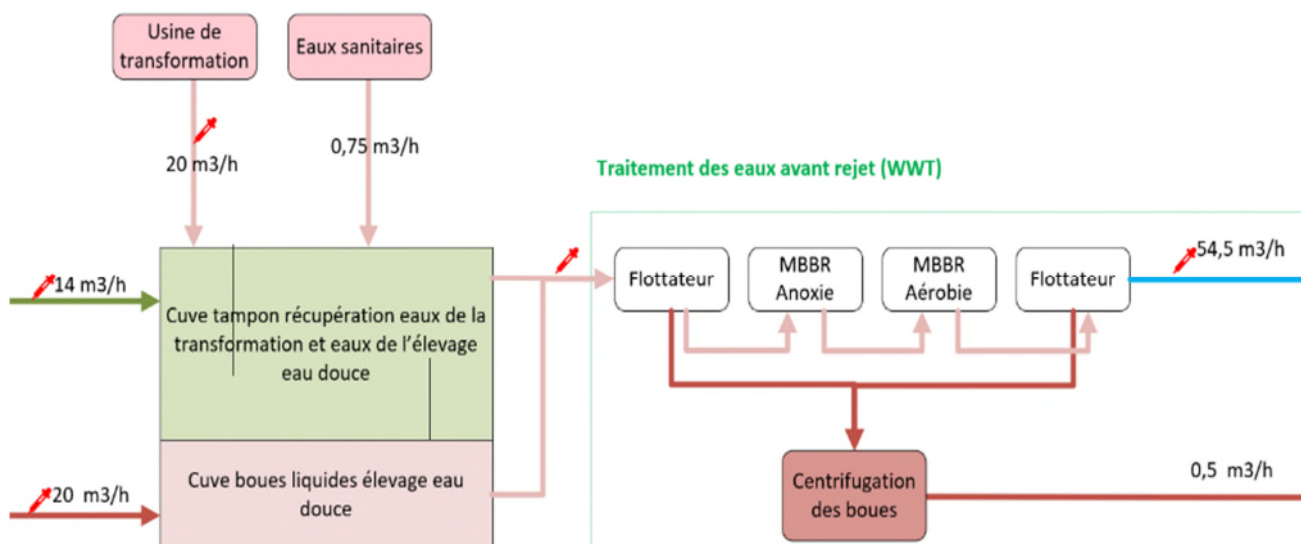 Usine de
transformation
Eaux sanitaires
20 m3/h
0,75 m3/h
Traitement des eaux avant rejet (WWT)
14 m3/h
Cuve tampon récupération eaux de la
transformation et eaux de l'élevage
eau douce
Flottateur
MBBR
Anoxie
MBBR
Aérobie
Flottateur
54,5 m3/h
20 m3/h
Cuve boues liquides élevage eau
douce
Centrifugation
des boues
0,5 m3/h